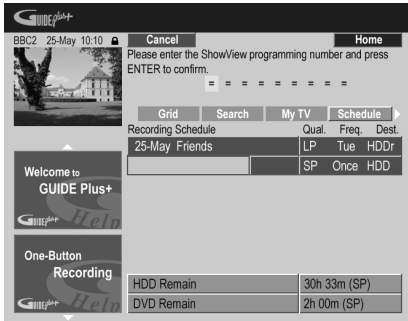 GUIDE Plus+
BBC2 25-May 10:10
Cancel Home
Please enter the ShowView programming number and press
ENTER to confirm.
= = = = = = = = =
Grid Search My TV Schedule
Recording Schedule Qual. Freq. Dest.
25-May Friends LP Tue HDDr
SP Once HDD
Welcome to
GUIDE Plus+
GUIDE Plus+ Help
One-Button
Recording
GUIDE Plus+ Help
HDD Remain 30h 33m (SP)
DVD Remain 2h 00m (SP)